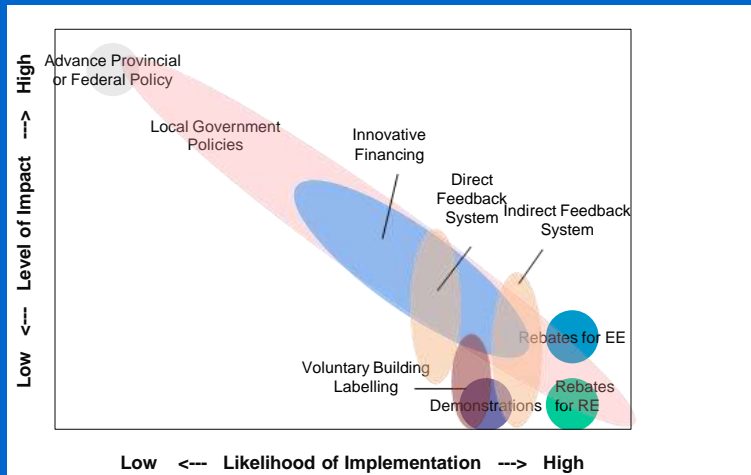 Advance Provincial
or Federal Policy
Local Government
Policies
Innovative
Financing
Direct
Feedback
System
Indirect Feedback
System
Rebates for EE
Voluntary Building
Labelling
Rebates
for RE
Demonstrations
Low <--- Level of Impact ---> High
Low <--- Likelihood of Implementation ---> High